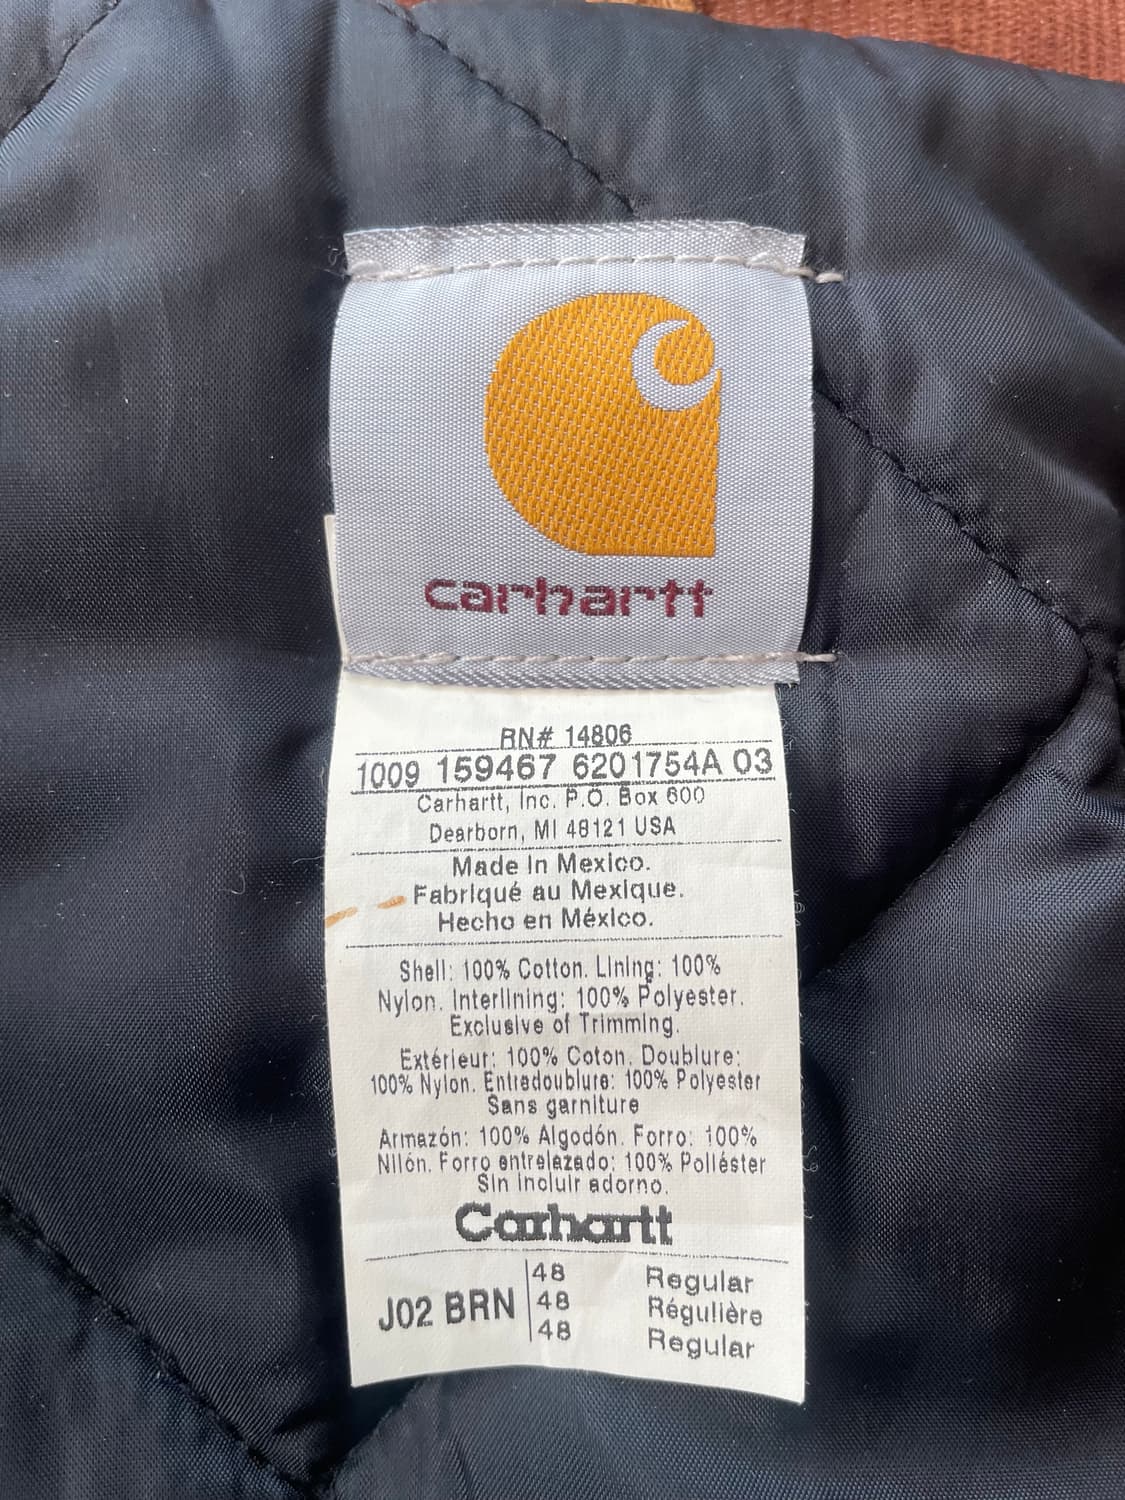 carhartt
RN# 14806
1009 159467 6201754A 03
Carhartt, Inc. P.O. Box 600
Dearborn, MI 48121 USA
Made In Mexico.
Fabriqué au Mexique.
Hecho en México.
Shell: 100% Cotton. Lining: 100%
Nylon. Interlining: 100% Polyester.
Exclusive of Trimming.
Extérieur: 100% Coton. Doublure:
100% Nylon. Entredoublure: 100% Polyester
Sans garniture
Armazón: 100% Algodón. Forro: 100%
Nilón. Forro entrelazado: 100% Poliéster
Sin incluir adorno.
Carhartt
J02 BRN 48 Regular
48 Régulière
48 Regular